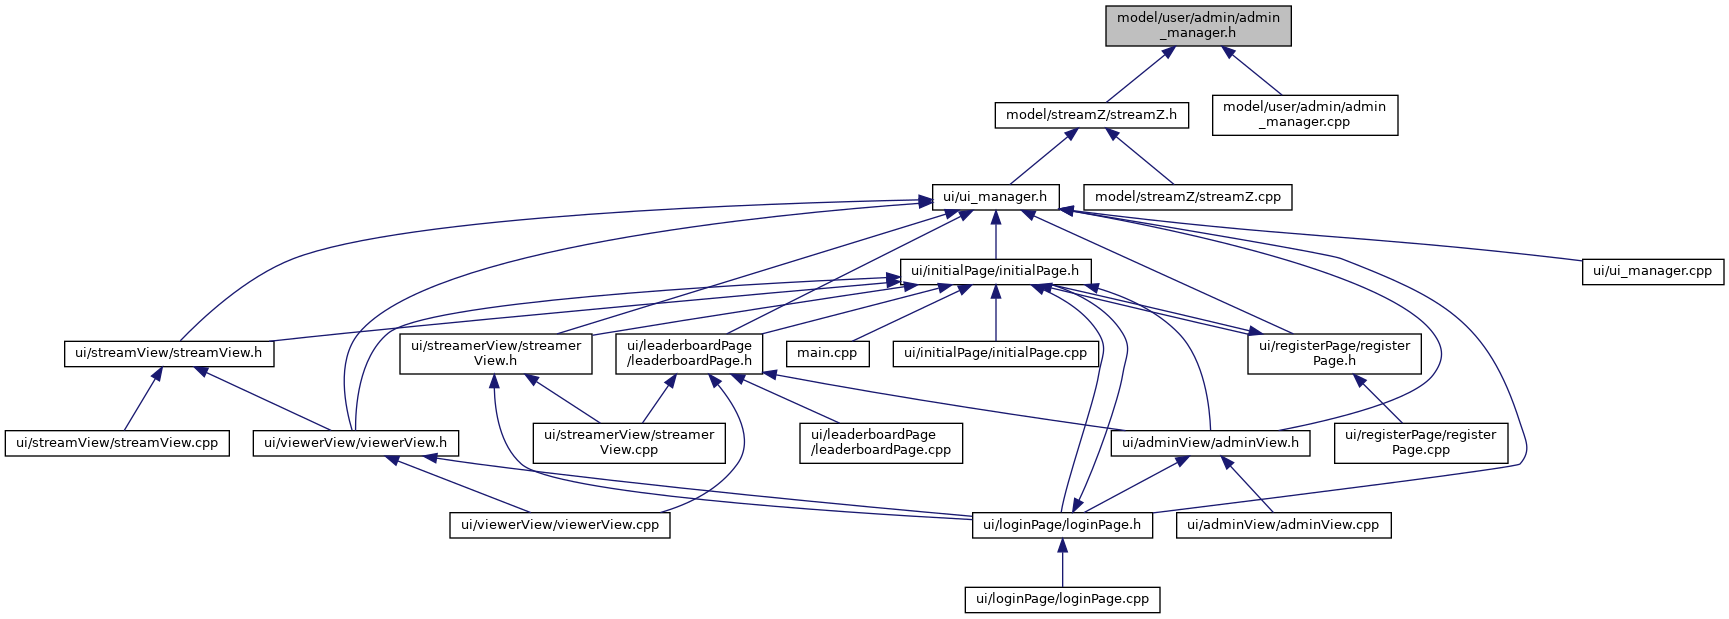 model/user/admin/admin
_manager.h
model/streamZ/streamZ.h
model/user/admin/admin
_manager.cpp
ui/ui_manager.h
model/streamZ/streamZ.cpp
ui/initialPage/initialPage.h
ui/ui_manager.cpp
ui/streamView/streamView.h
ui/streamerView/streamer
View.h
ui/leaderboardPage
/leaderboardPage.h
main.cpp
ui/initialPage/initialPage.cpp
ui/registerPage/register
Page.h
ui/streamView/streamView.cpp
ui/viewerView/viewerView.h
ui/streamerView/streamer
View.cpp
ui/leaderboardPage
/leaderboardPage.cpp
ui/adminView/adminView.h
ui/registerPage/register
Page.cpp
ui/viewerView/viewerView.cpp
ui/loginPage/loginPage.h
ui/adminView/adminView.cpp
ui/loginPage/loginPage.cpp